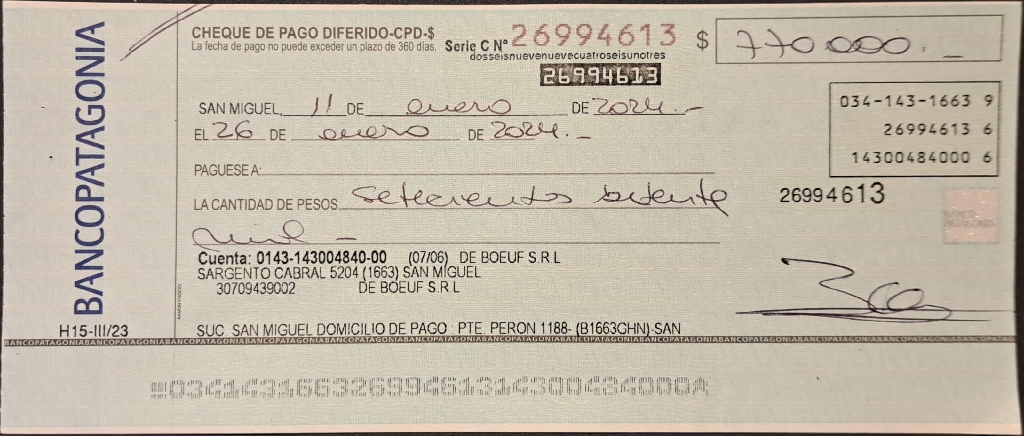 BANCOPATAGONIA
H15-III/23
CHEQUE DE PAGO DIFERIDO-CPD-$
La fecha de pago no puede exceder un plazo de 360 días.
Serie C Nº 26994613
dosseisnuevenuevecuatroseisunotres
26994613
$ 770000.-
SAN MIGUEL, 11 DE enero DE 2024.-
EL 26 DE enero DE 2024.-
034-143-1663 9
26994613 6
14300484000 6
PAGUESE A:
LA CANTIDAD DE PESOS setecientos setenta
mil -
26994613
Cuenta: 0143-143004840-00 (07/06) DE BOEUF S.R.L
SARGENTO CABRAL 5204 (1663) SAN MIGUEL
30709439002 DE BOEUF S.R.L
SUC SAN MIGUEL DOMICILIO DE PAGO : PTE. PERON 1188- (B1663GHN)-SAN
BANCOPATAGONIABANCOPATAGONIABANCOPATAGONIABANCOPATAGONIABANCOPATAGONIABANCOPATAGONIABANCOPATAGONIABANCOPATAGONIA
03414316632699461314300484000